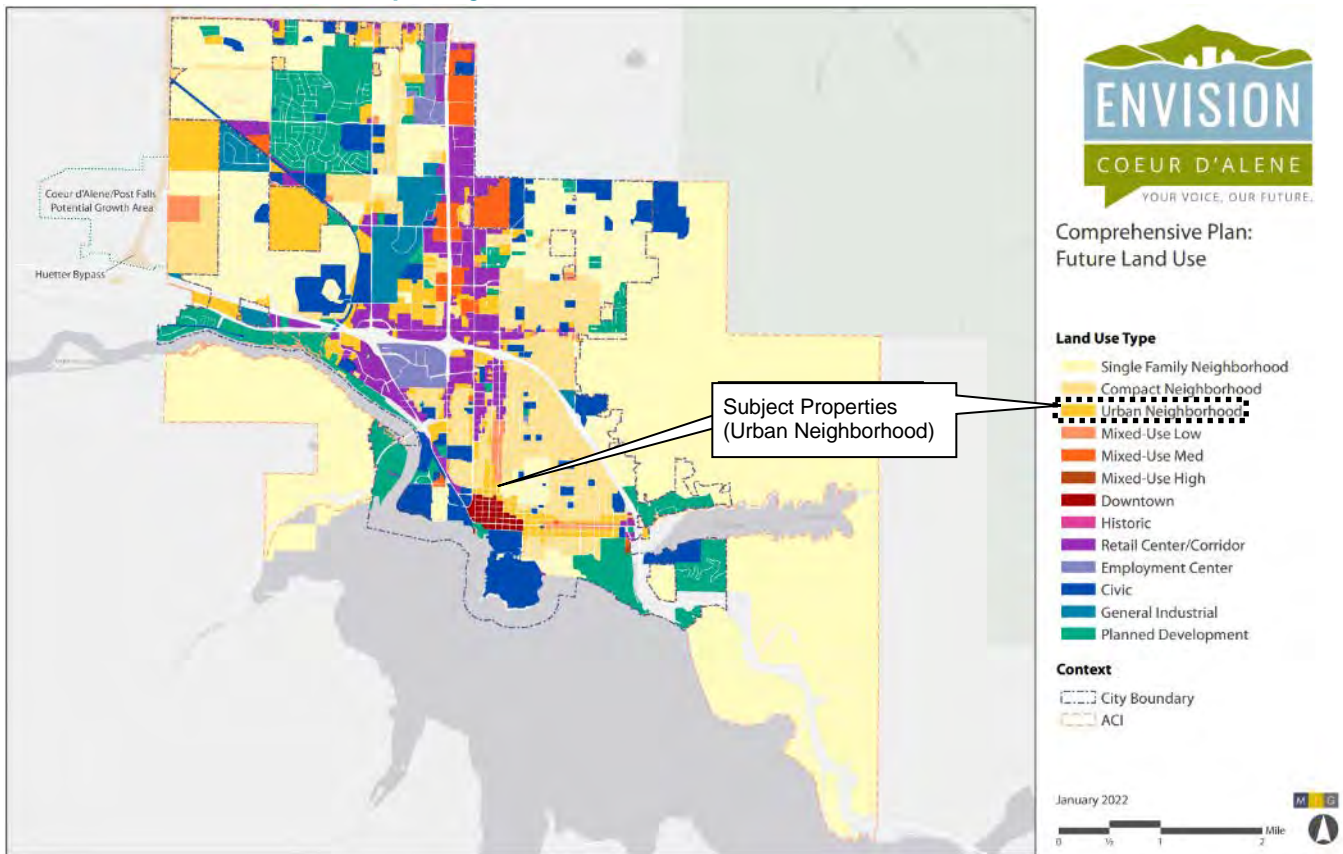 Coeur d'Alene/Post Falls
Potential Growth Area
Huetter Bypass
Subject Properties
(Urban Neighborhood)
ENVISION
COEUR D'ALENE
YOUR VOICE, OUR FUTURE.
Comprehensive Plan:
Future Land Use
Land Use Type
Single Family Neighborhood
Compact Neighborhood
Urban Neighborhood
Mixed-Use Low
Mixed-Use Med
Mixed-Use High
Downtown
Historic
Retail Center/Corridor
Employment Center
Civic
General Industrial
Planned Development
Context
City Boundary
ACI
January 2022
M I G
Mile
0 ½ 1 2